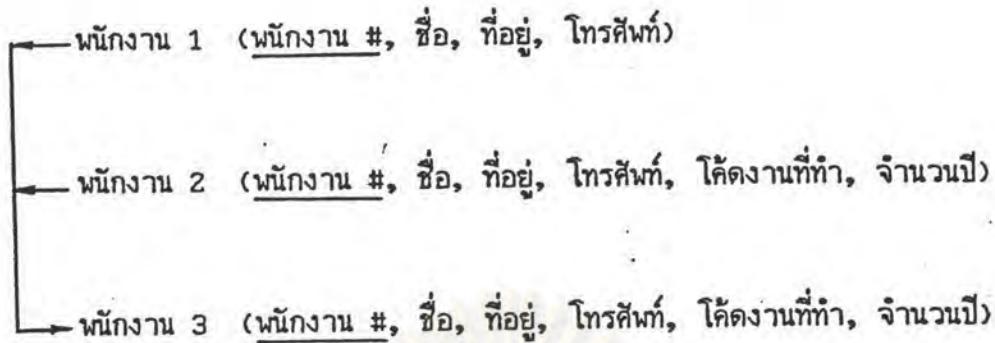 พนักงาน 1 (พนักงาน #, ชื่อ, ที่อยู่, โทรศัพท์)
พนักงาน 2 (พนักงาน #, ชื่อ, ที่อยู่, โทรศัพท์, โค้ดงานที่ทำ, จำนวนปี)
พนักงาน 3 (พนักงาน #, ชื่อ, ที่อยู่, โทรศัพท์, โค้ดงานที่ทำ, จำนวนปี)